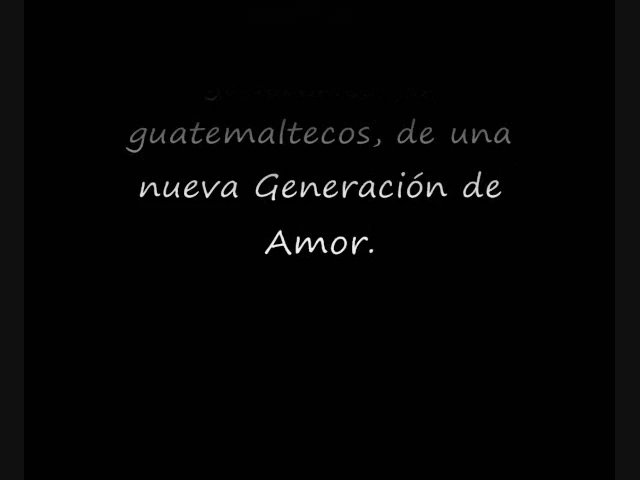 guatemaltecos, de una
nueva Generación de
Amor.